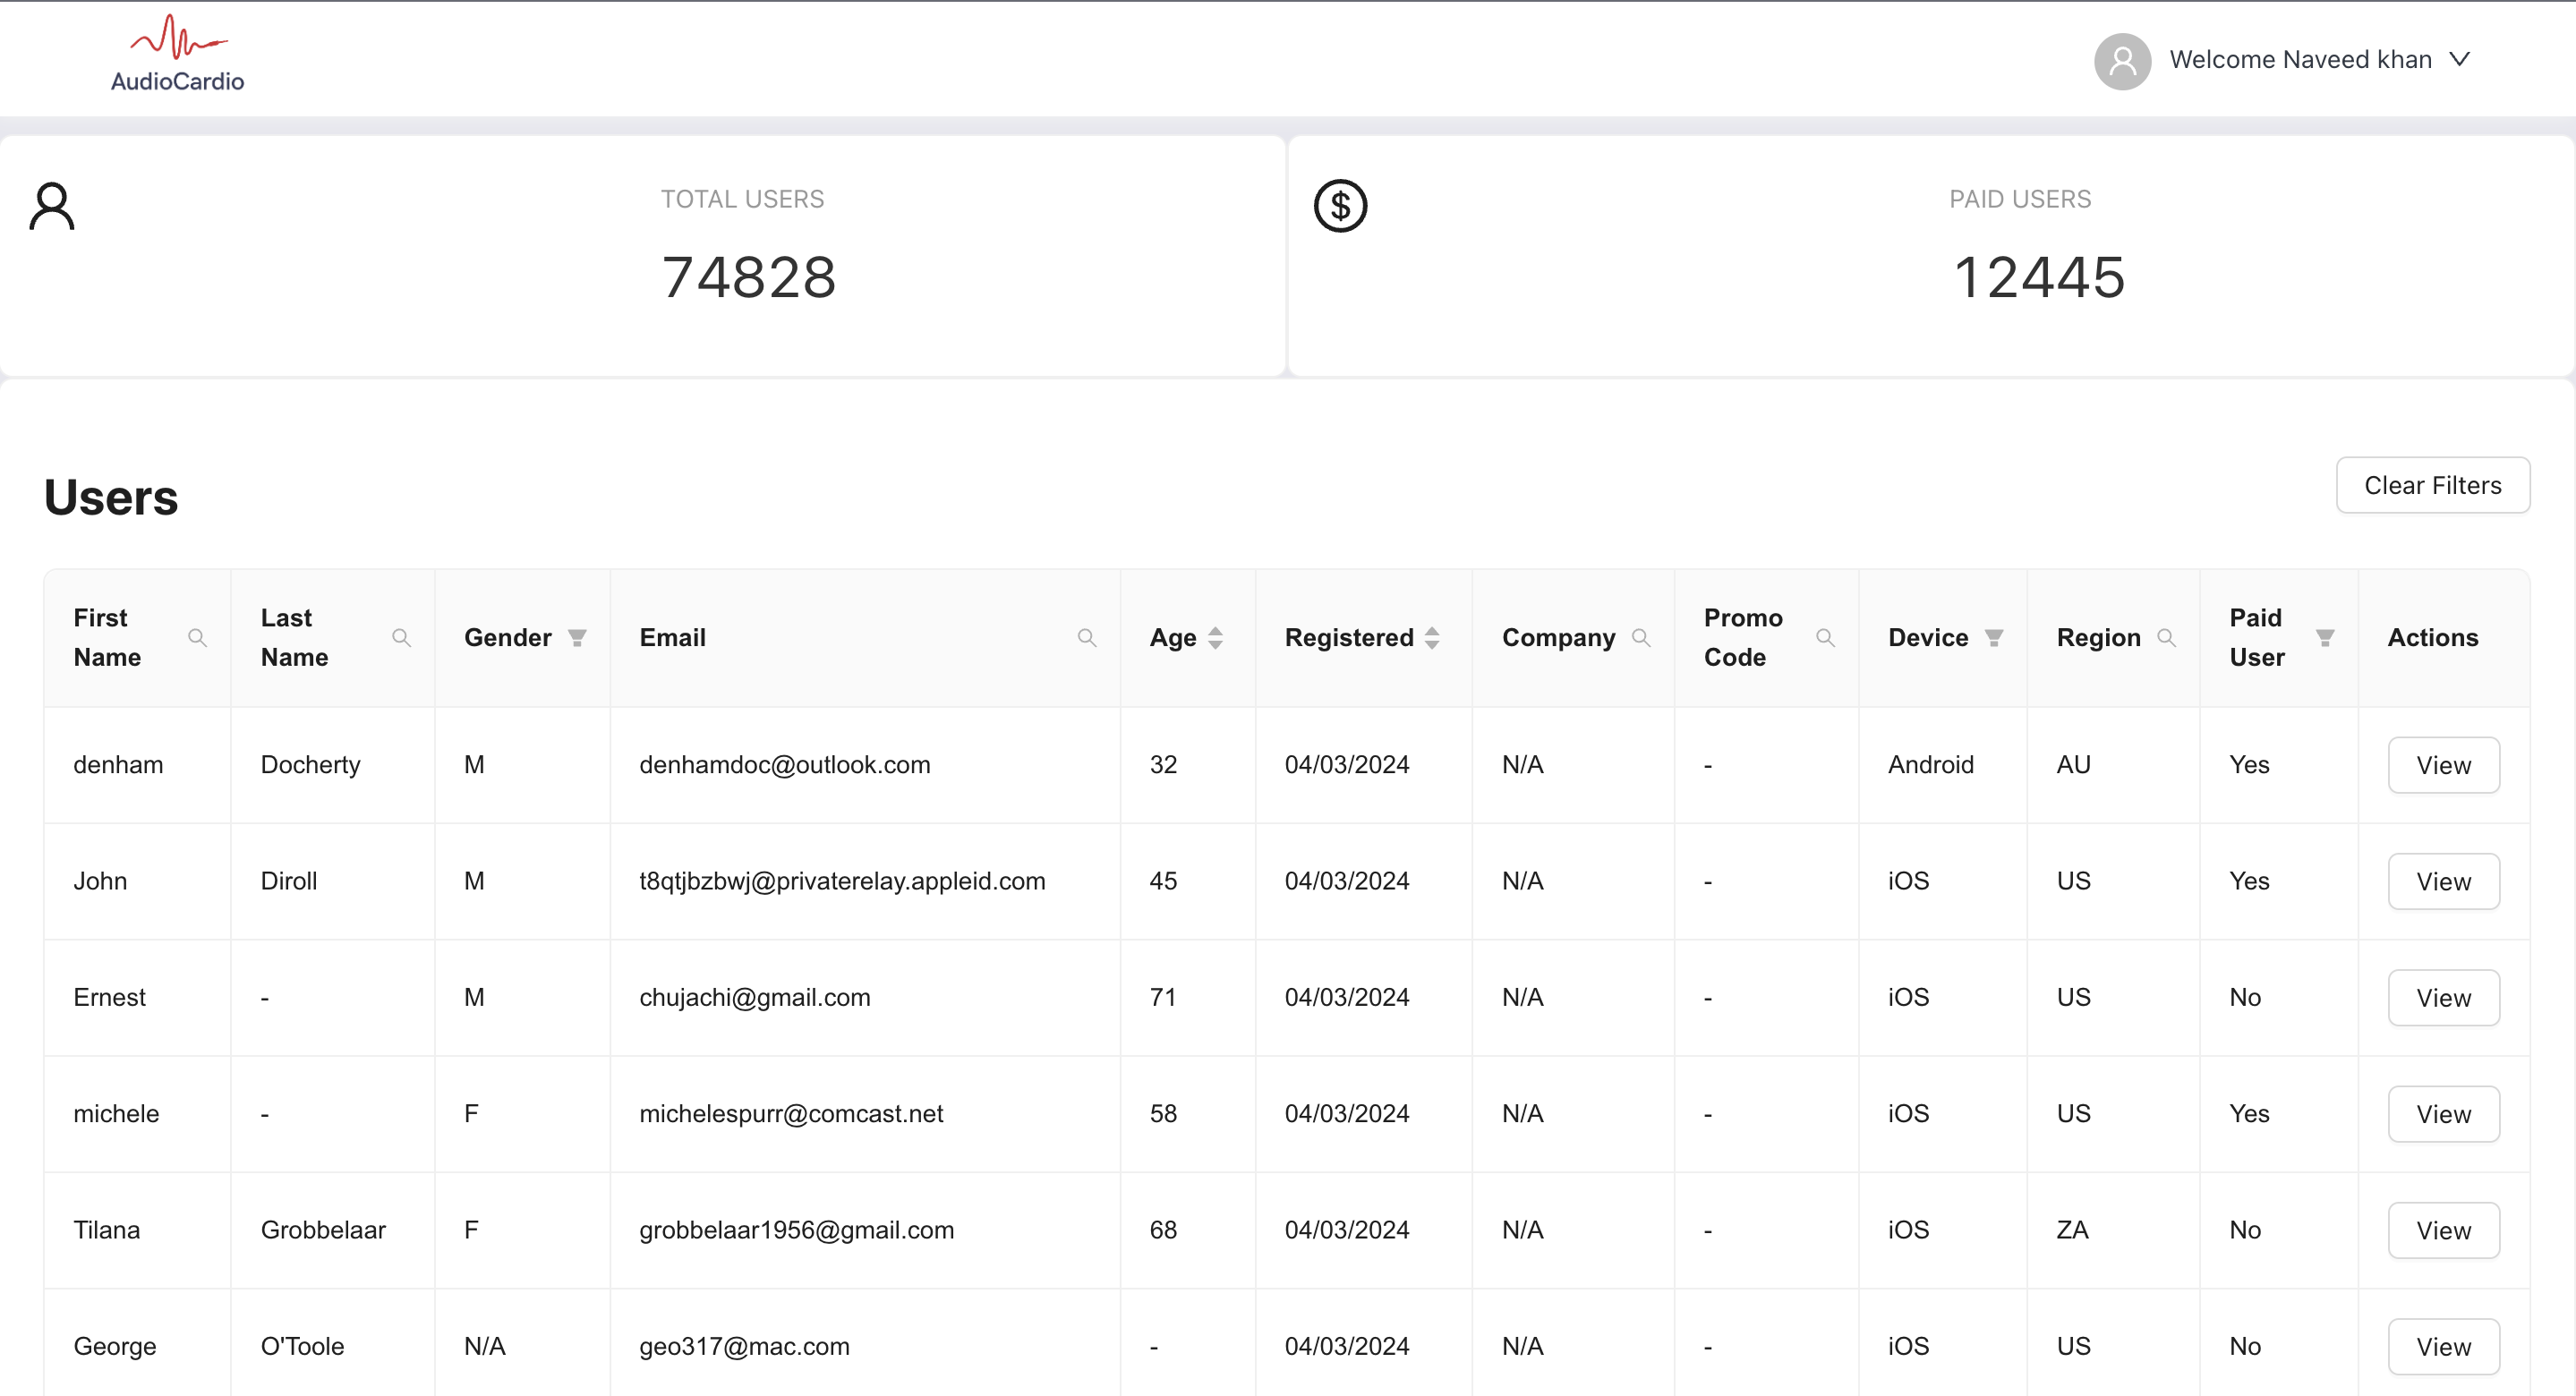 AudioCardio
Welcome Naveed khan
TOTAL USERS
74828
PAID USERS
12445
Users
Clear Filters
First Name Last Name Gender Email Age Registered Company Promo Code Device Region Paid User Actions
denham Docherty M denhamdoc@outlook.com 32 04/03/2024 N/A - Android AU Yes View
John Diroll M t8qtjbzbwj@privaterelay.appleid.com 45 04/03/2024 N/A - iOS US Yes View
Ernest - M chujachi@gmail.com 71 04/03/2024 N/A - iOS US No View
michele - F michelespurr@comcast.net 58 04/03/2024 N/A - iOS US Yes View
Tilana Grobbelaar F grobbelaar1956@gmail.com 68 04/03/2024 N/A - iOS ZA No View
George O'Toole N/A geo317@mac.com - 04/03/2024 N/A - iOS US No View